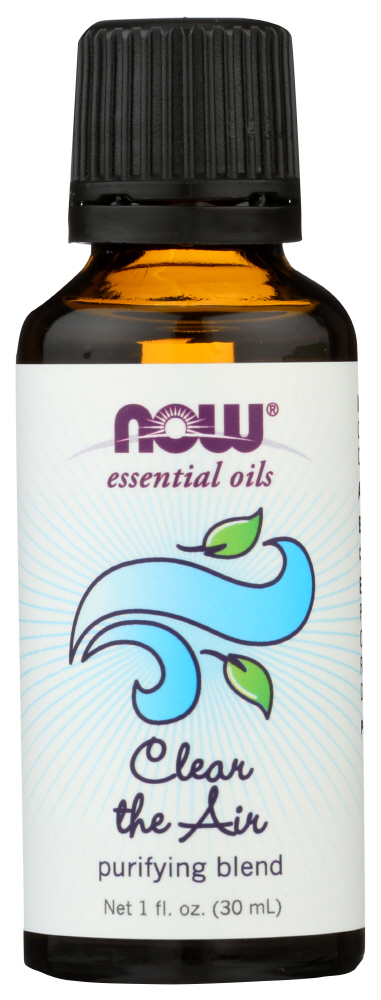 NOW®
essential oils
Clear
the Air
purifying blend
Net 1 fl. oz. (30 mL)